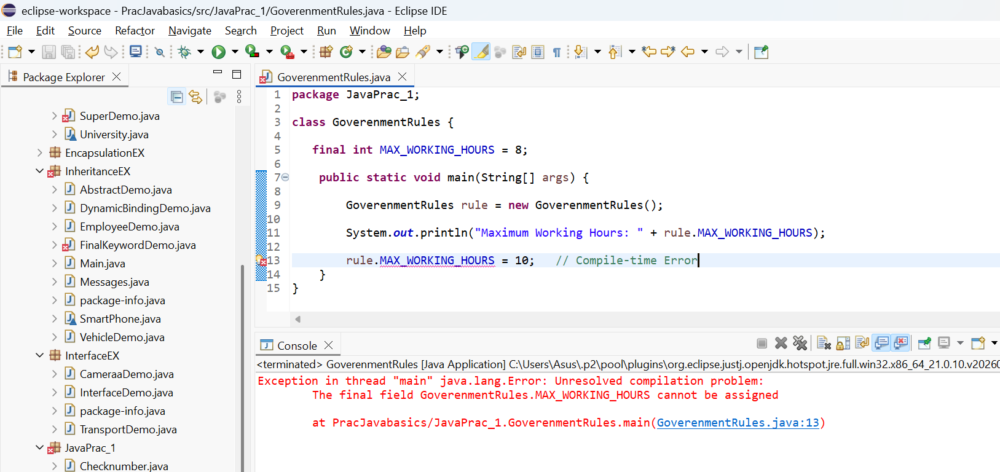 eclipse-workspace - PracJavabasics/src/JavaPrac_1/GoverenmentRules.java - Eclipse IDE
File Edit Source Refactor Navigate Search Project Run Window Help
Package Explorer
SuperDemo.java
University.java
EncapsulationEX
InheritanceEX
AbstractDemo.java
DynamicBindingDemo.java
EmployeeDemo.java
FinalKeywordDemo.java
Main.java
Messages.java
package-info.java
SmartPhone.java
VehicleDemo.java
InterfaceEX
CameraaDemo.java
InterfaceDemo.java
package-info.java
TransportDemo.java
JavaPrac_1
Checknumber.java
GoverenmentRules.java
1 package JavaPrac_1;
2
3 class GoverenmentRules {
4
5    final int MAX_WORKING_HOURS = 8;
6
7     public static void main(String[] args) {
8
9         GoverenmentRules rule = new GoverenmentRules();
10
11         System.out.println("Maximum Working Hours: " + rule.MAX_WORKING_HOURS);
12
13         rule.MAX_WORKING_HOURS = 10;   // Compile-time Error
14     }
15 }
Console
<terminated> GoverenmentRules [Java Application] C:\Users\Asus\.p2\pool\plugins\org.eclipse.justj.openjdk.hotspot.jre.full.win32.x86_64_21.0.10.v20260
Exception in thread "main" java.lang.Error: Unresolved compilation problem:
        The final field GoverenmentRules.MAX_WORKING_HOURS cannot be assigned
        at PracJavabasics/JavaPrac_1.GoverenmentRules.main(GoverenmentRules.java:13)